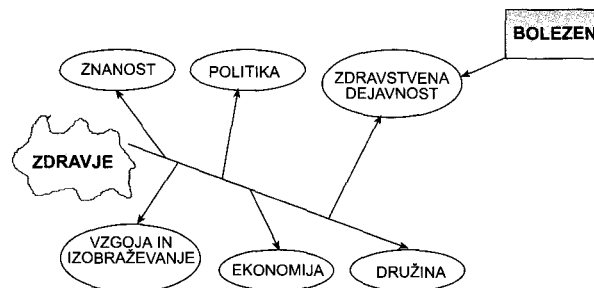 BOLEZEN
ZNANOST
POLITIKA
ZDRAVSTVENA
DEJAVNOST
ZDRAVJE
VZGOJA IN
IZOBRAŽEVANJE
EKONOMIJA
DRUŽINA